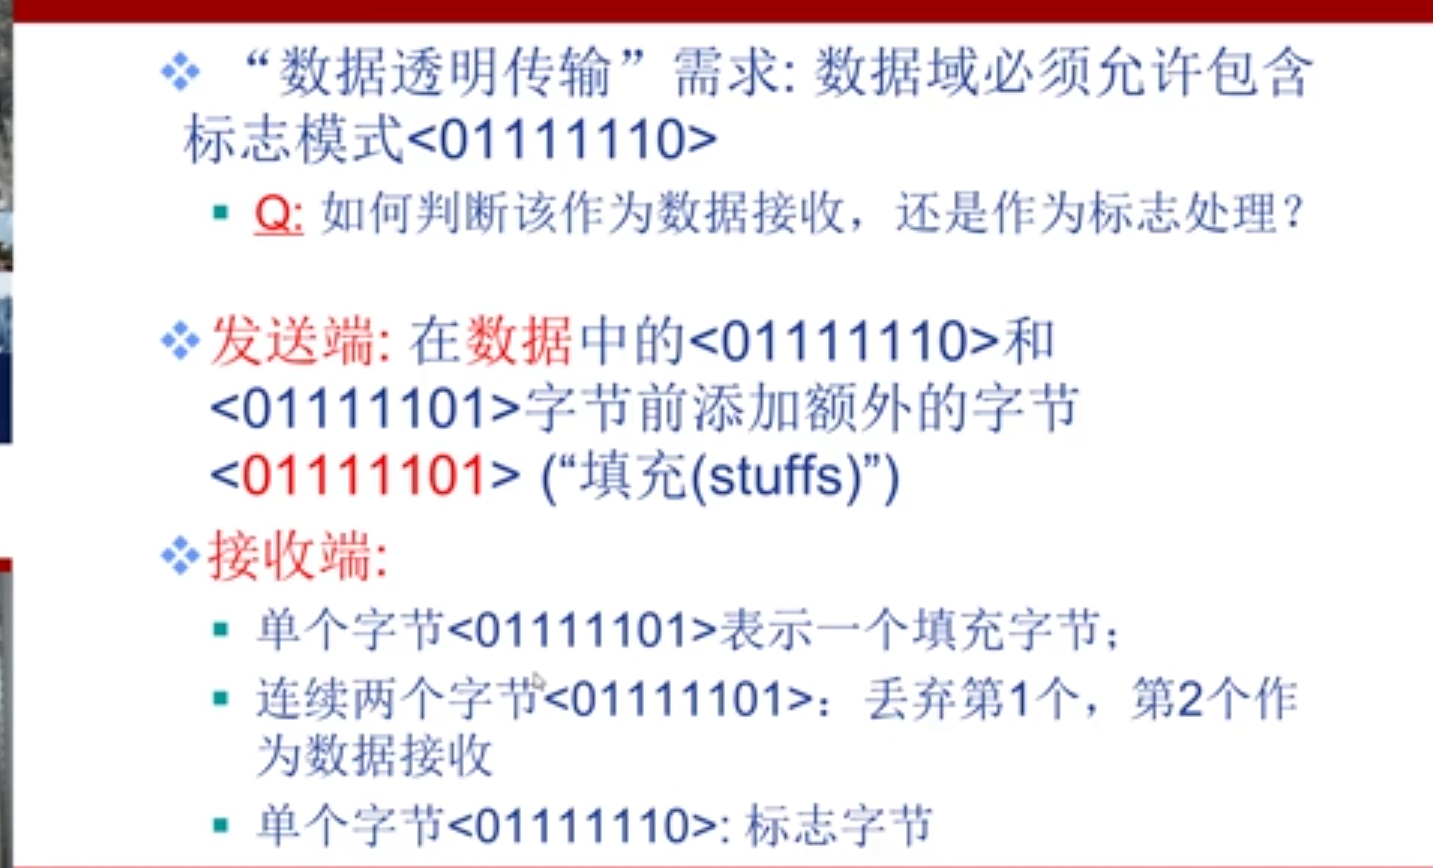 “数据透明传输”需求: 数据域必须允许包含
标志模式<01111110>
Q: 如何判断该作为数据接收，还是作为标志处理？
发送端: 在数据中的<01111110>和
<01111101>字节前添加额外的字节
<01111101> (“填充(stuffs)”)
接收端:
单个字节<01111101>表示一个填充字节；
连续两个字节<01111101>：丢弃第1个，第2个作
为数据接收
单个字节<01111110>: 标志字节